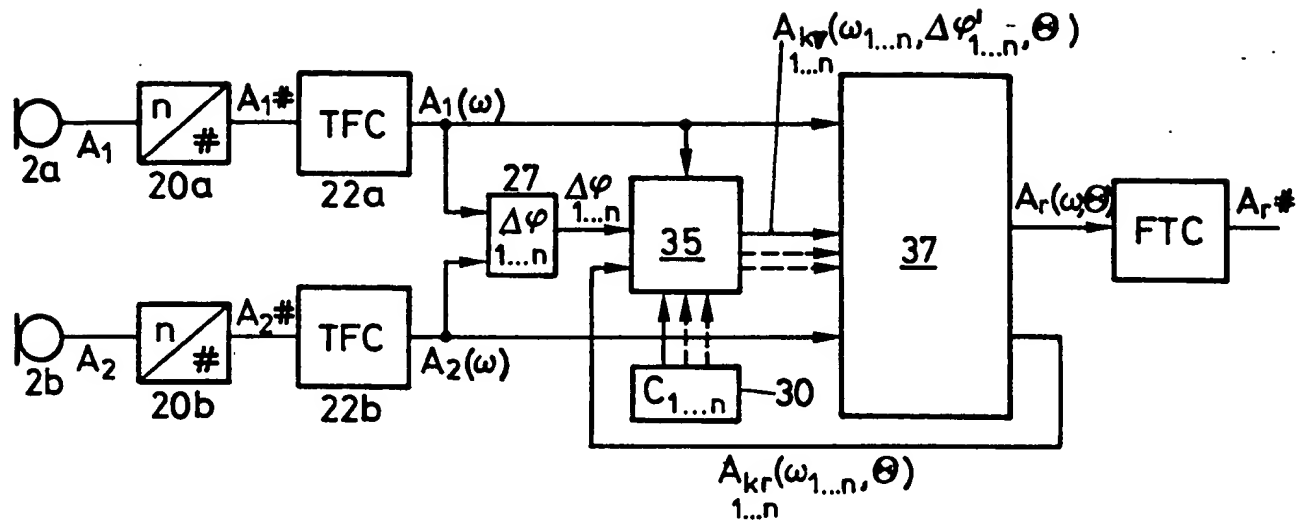 A_kv(ω_1...n, Δφ'_1...n, Θ)
1...n
n
#
A_1#
TFC
A_1(ω)
A_1
2a
20a
22a
27
Δφ
1...n
Δφ
1...n
35
37
A_r(ω,Θ)
FTC
A_r#
n
#
A_2#
TFC
A_2
A_2(ω)
2b
20b
22b
C_1...n
30
A_kr(ω_1...n, Θ)
1...n